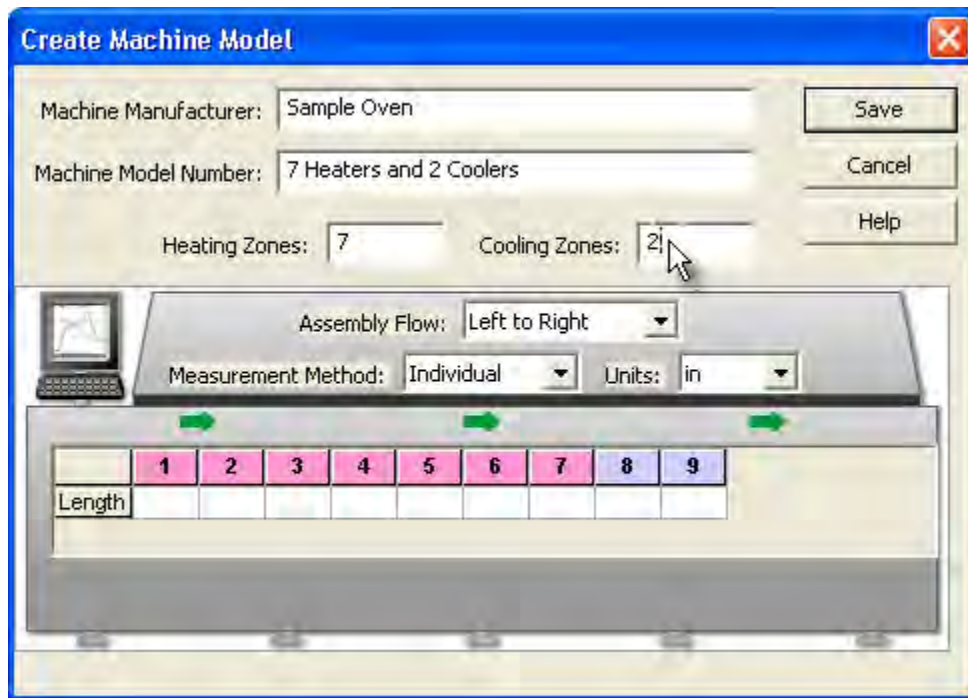 Create Machine Model
Machine Manufacturer: Sample Oven Save
Machine Model Number: 7 Heaters and 2 Coolers Cancel
Heating Zones: 7 Cooling Zones: 2 Help
Assembly Flow: Left to Right
Measurement Method: Individual Units: in
1 2 3 4 5 6 7 8 9
Length